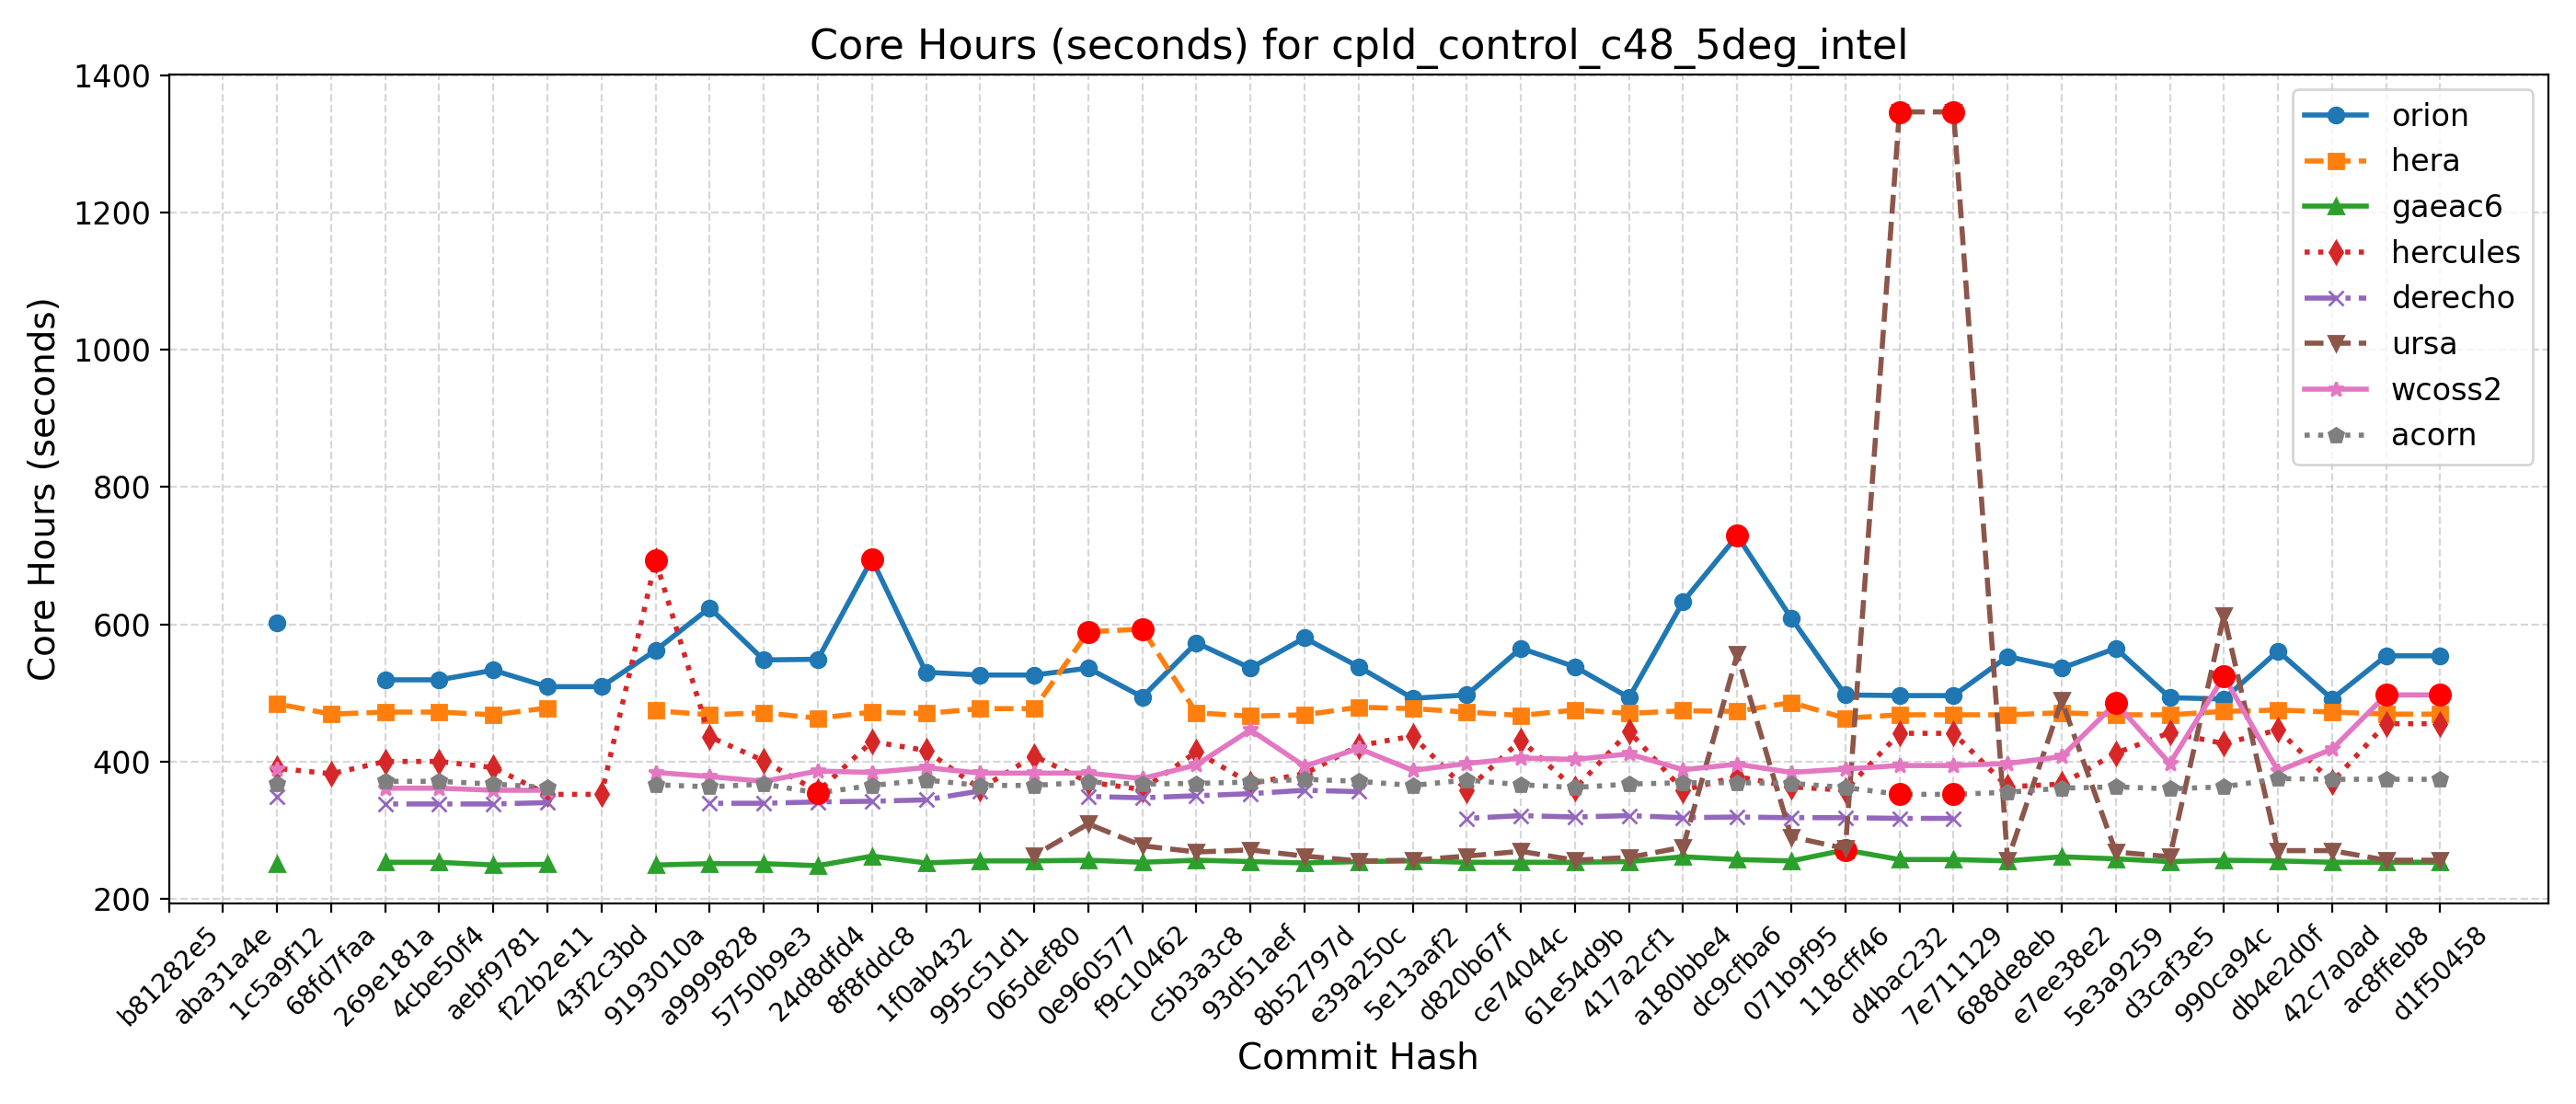 Core Hours (seconds) for cpld_control_c48_5deg_intel
Core Hours (seconds)
1400
1200
1000
800
600
400
200
orion
hera
gaeac6
hercules
derecho
ursa
wcoss2
acorn
b81282e5
aba31a4e
1c5a9f12
68fd7faa
269e181a
4cbe50f4
aebf9781
f22b2e11
43f2c3bd
9193010a
a9999828
5750b9e3
24d8dfd4
8f8fddc8
1f0ab432
995c51d1
065def80
0e960577
f9c10462
c5b3a3c8
93d51aef
8b52797d
e39a250c
5e13aaf2
d820b67f
ce74044c
61e54d9b
417a2cf1
a180bbe4
dc9cfba6
071b9f95
118cff46
d4bac232
7e711129
688de8eb
e7ee38e2
5e3a9259
d3caf3e5
990ca94c
db4e2d0f
42c7a0ad
ac8ffeb8
d1f50458
Commit Hash